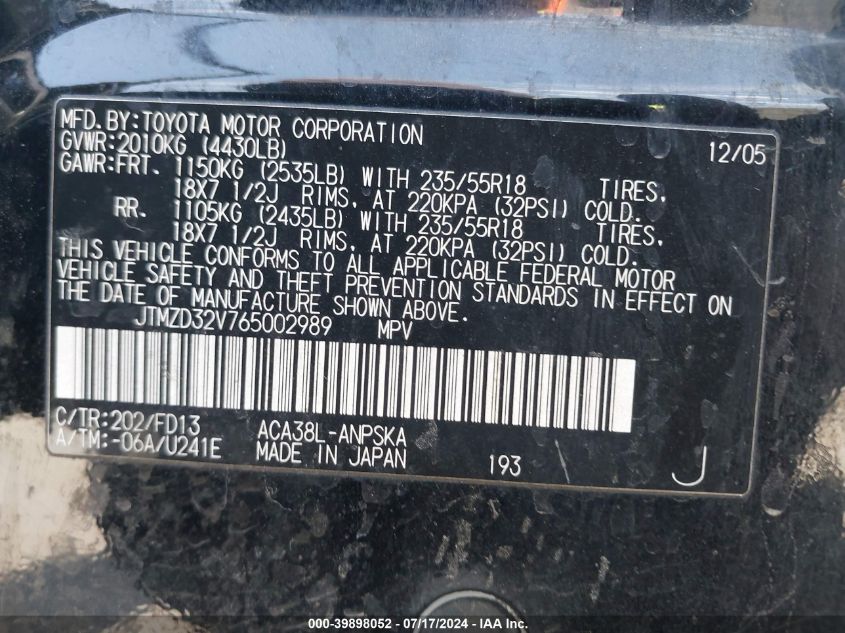 MFD. BY:TOYOTA MOTOR CORPORATION 12/05
GVWR:2010KG (4430LB)
GAWR:FRT. 1150KG (2535LB) WITH 235/55R18 TIRES,
18X7 1/2J RIMS, AT 220KPA (32PSI) COLD.
RR. 1105KG (2435LB) WITH 235/55R18 TIRES,
18X7 1/2J RIMS, AT 220KPA (32PSI) COLD.
THIS VEHICLE CONFORMS TO ALL APPLICABLE FEDERAL MOTOR
VEHICLE SAFETY AND THEFT PREVENTION STANDARDS IN EFFECT ON
THE DATE OF MANUFACTURE SHOWN ABOVE.
JTMZD32V765002989 MPV
C/TR:202/FD13 ACA38L-ANPSKA
A/TM:-06A/U241E MADE IN JAPAN 193 J
000-39898052 / 07/17/2024 - IAA Inc.